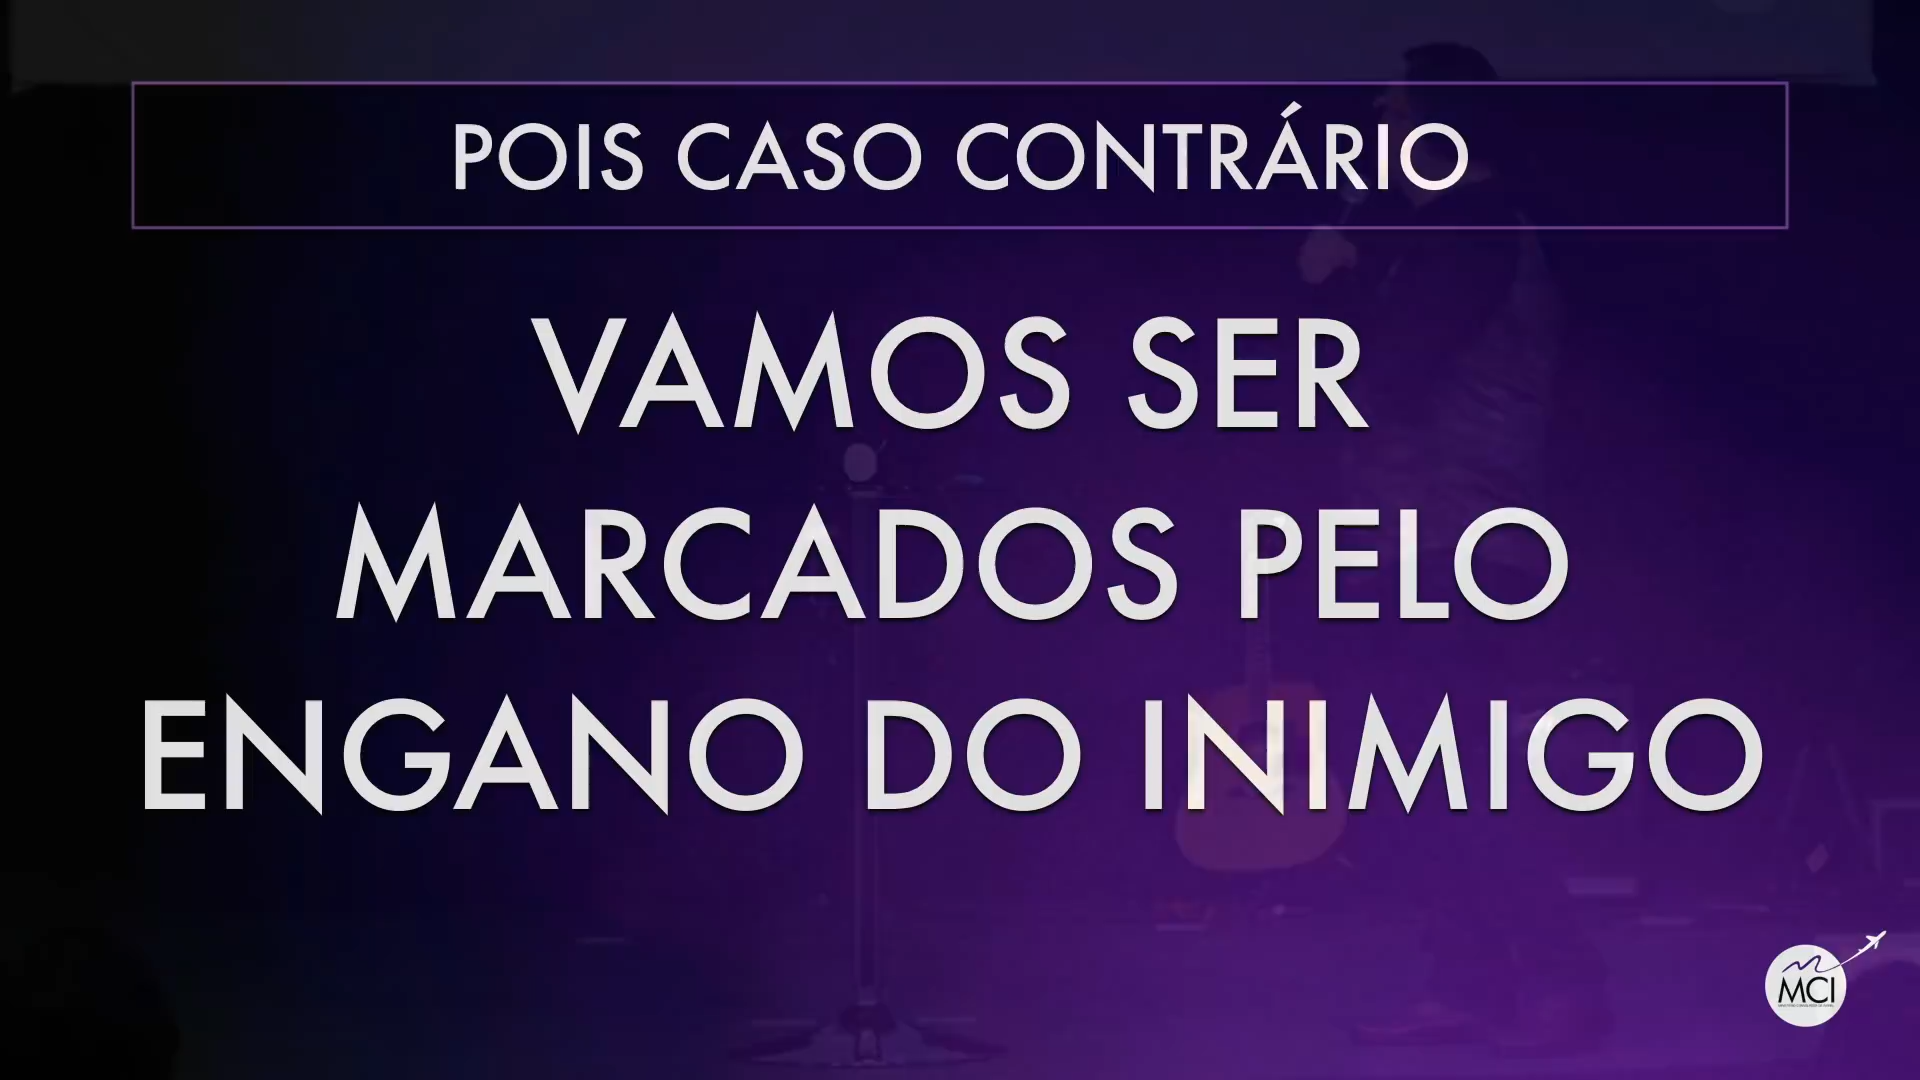 POIS CASO CONTRÁRIO
VAMOS SER
MARCADOS PELO
ENGANO DO INIMIGO
MCI